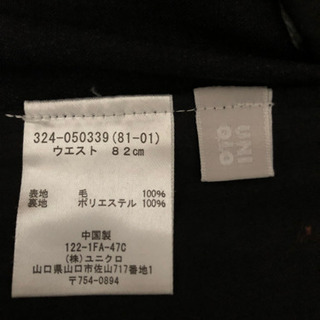 324-050339(81-01)
ウエスト 82cm
表地 毛 100%
裏地 ポリエステル 100%
中国製
122-1FA-47C
(株)ユニクロ
山口県山口市佐山717番地1
〒754-0894
UNI
QLO